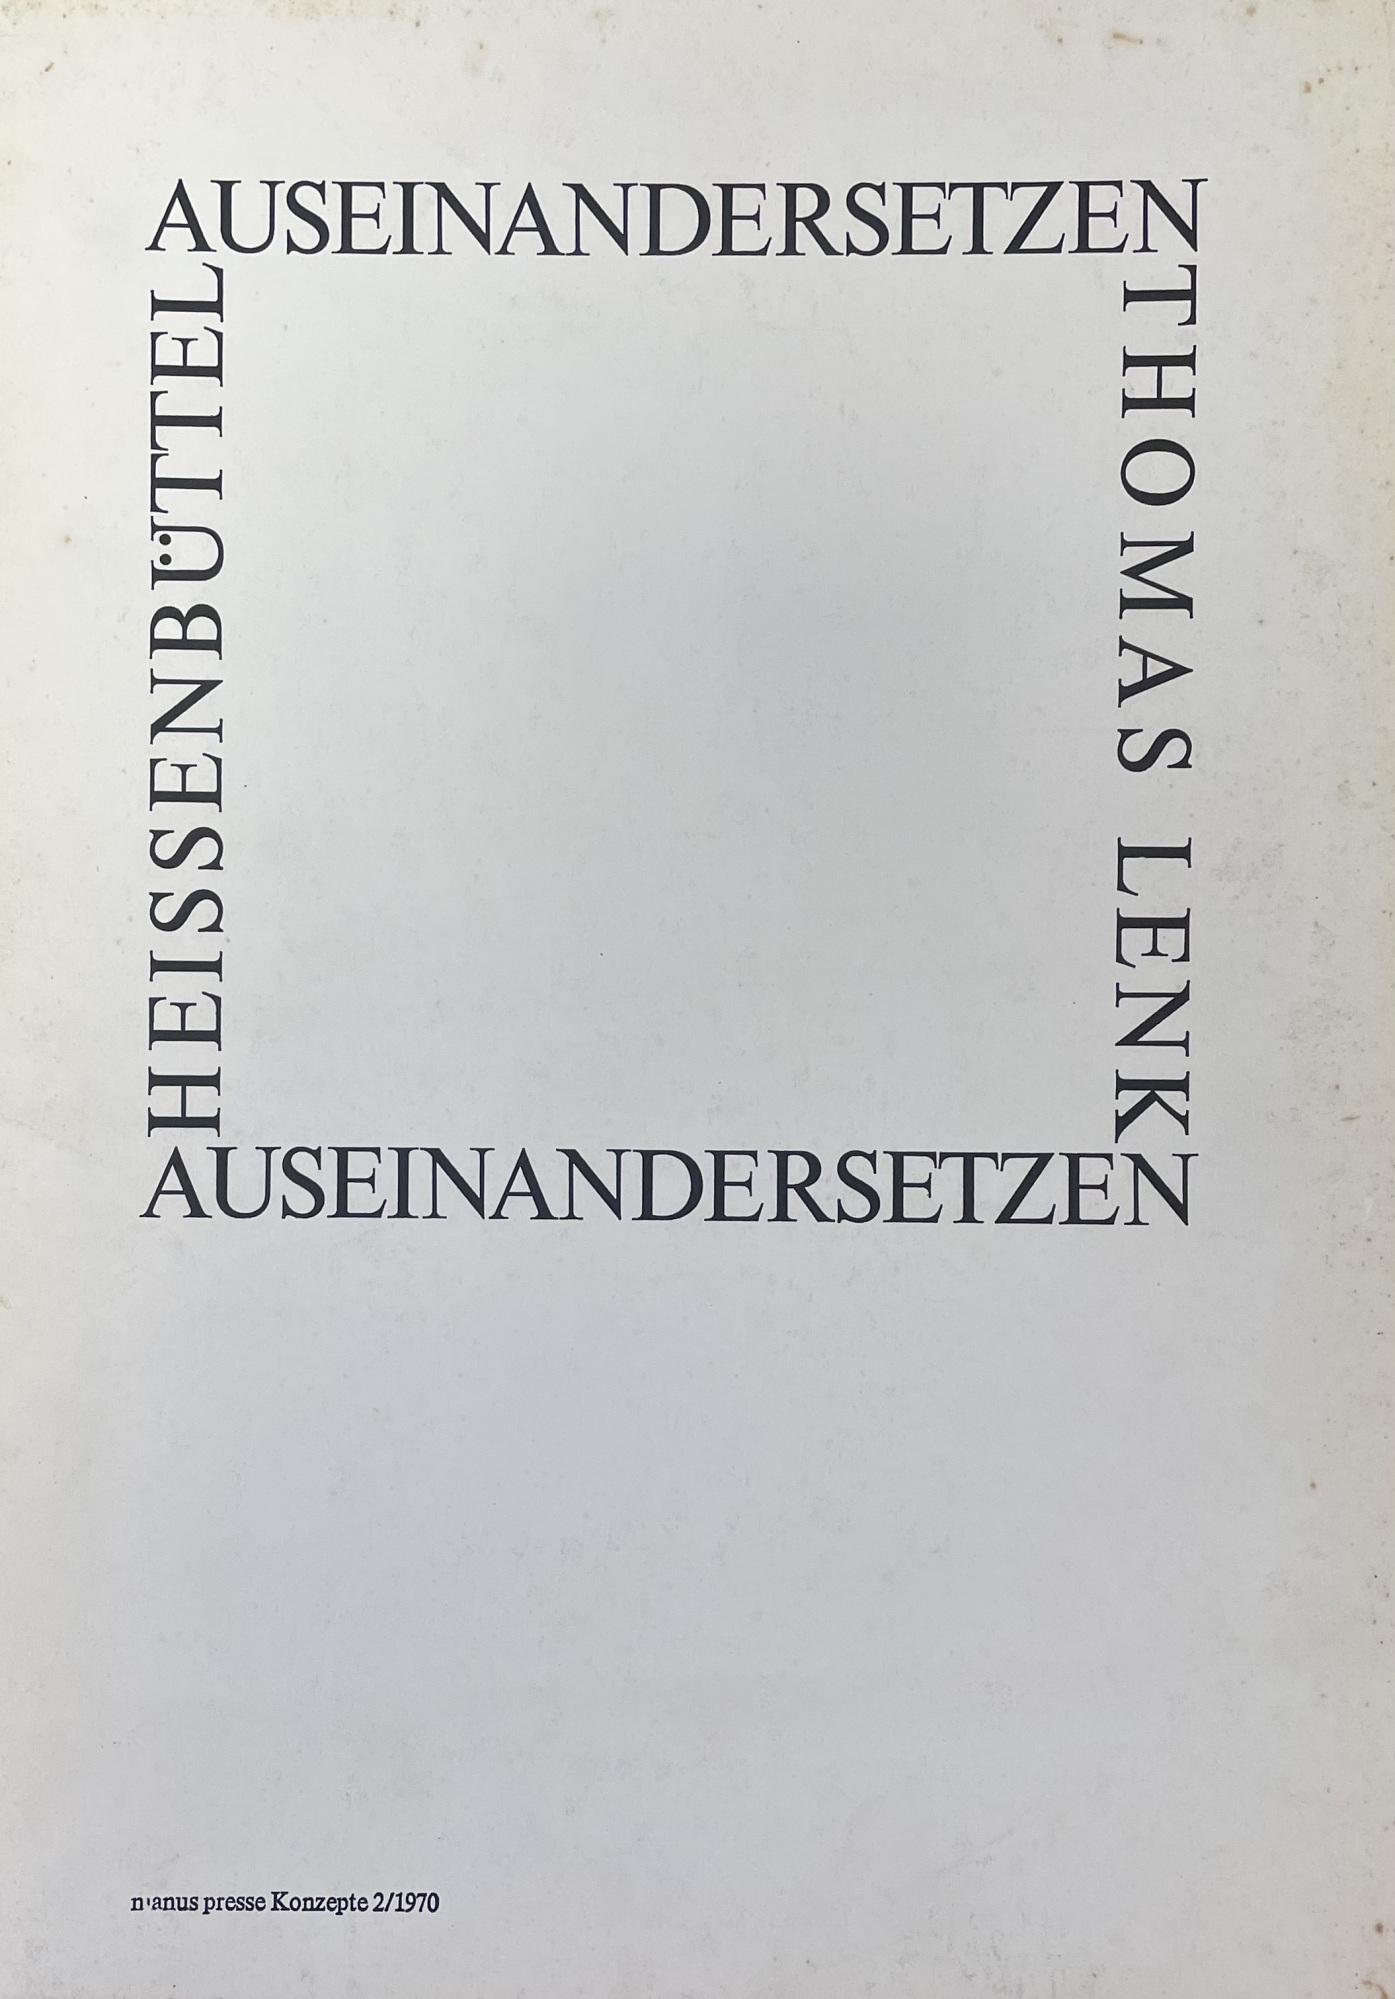 AUSEINANDERSETZEN
HEISSENBÜTTEL
THOMAS LENK
AUSEINANDERSETZEN
manus presse Konzepte 2/1970